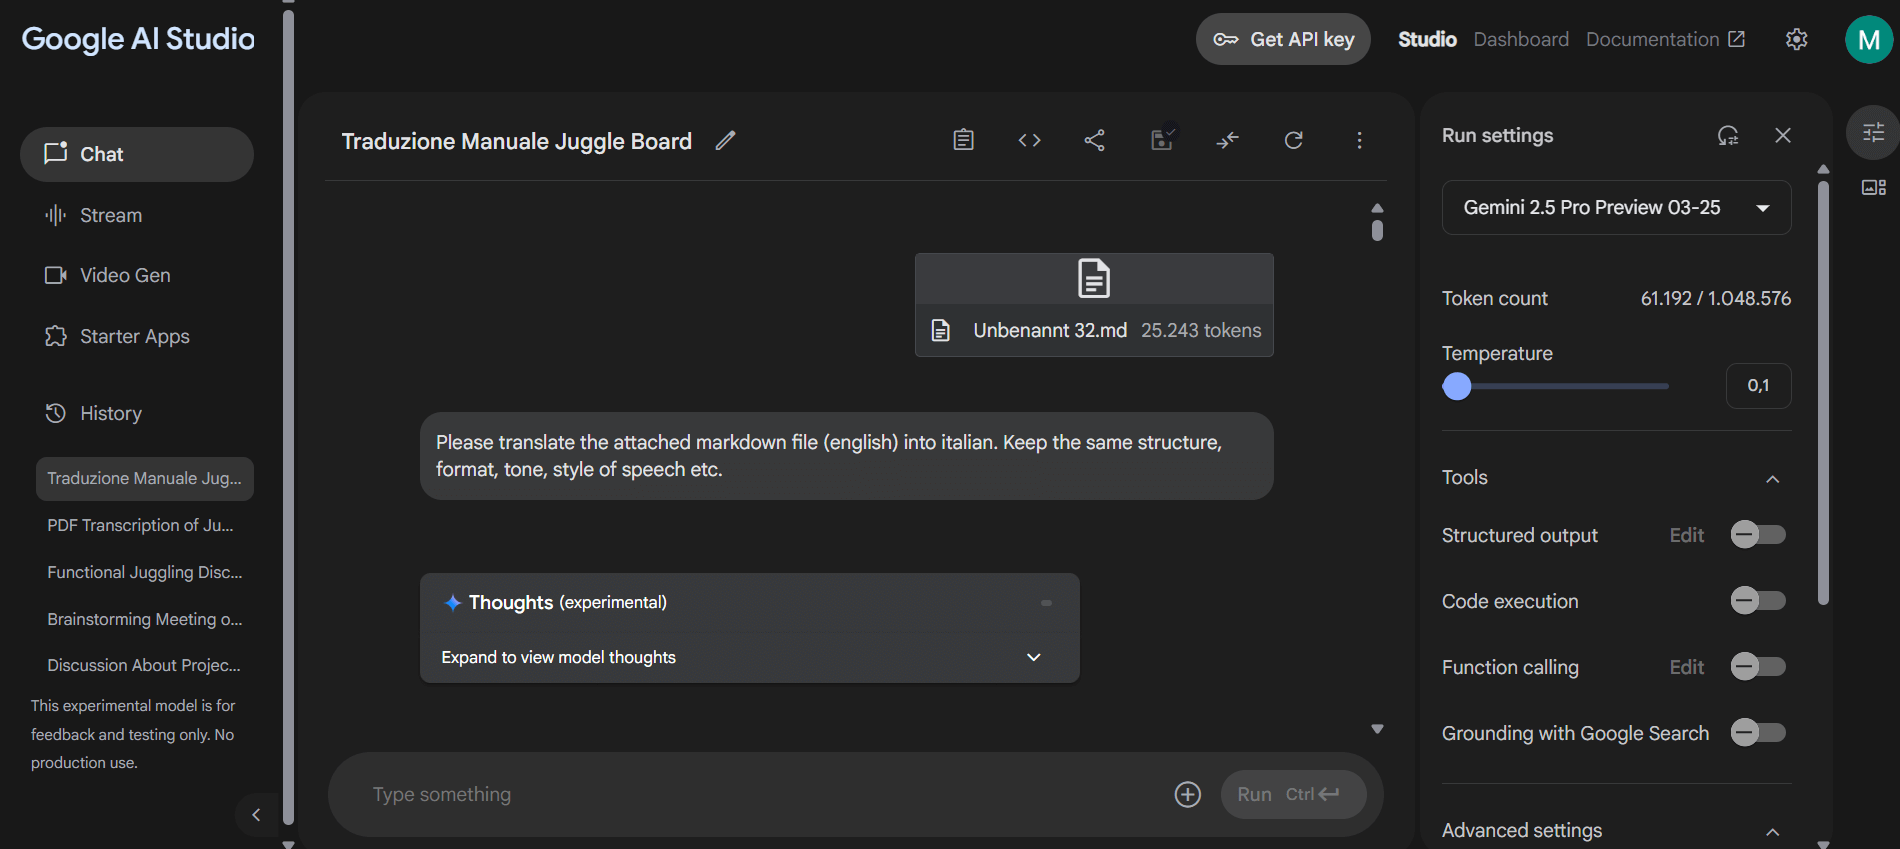 Google AI Studio
Get API key
Studio
Dashboard
Documentation
M
Chat
Stream
Video Gen
Starter Apps
History
Traduzione Manuale Jug...
PDF Transcription of Ju...
Functional Juggling Disc...
Brainstorming Meeting o...
Discussion About Projec...
This experimental model is for
feedback and testing only. No
production use.
Traduzione Manuale Juggle Board
Unbenannt 32.md 25.243 tokens
Please translate the attached markdown file (english) into italian. Keep the same structure,
format, tone, style of speech etc.
Thoughts (experimental)
Expand to view model thoughts
Type something
Run Ctrl
Run settings
Gemini 2.5 Pro Preview 03-25
Token count 61.192 / 1.048.576
Temperature
0,1
Tools
Structured output Edit
Code execution
Function calling Edit
Grounding with Google Search
Advanced settings